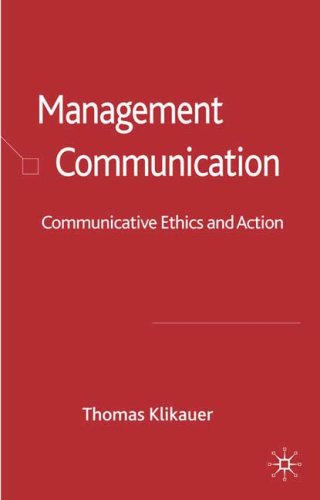 Management
Communication
Communicative Ethics and Action
Thomas Klikauer